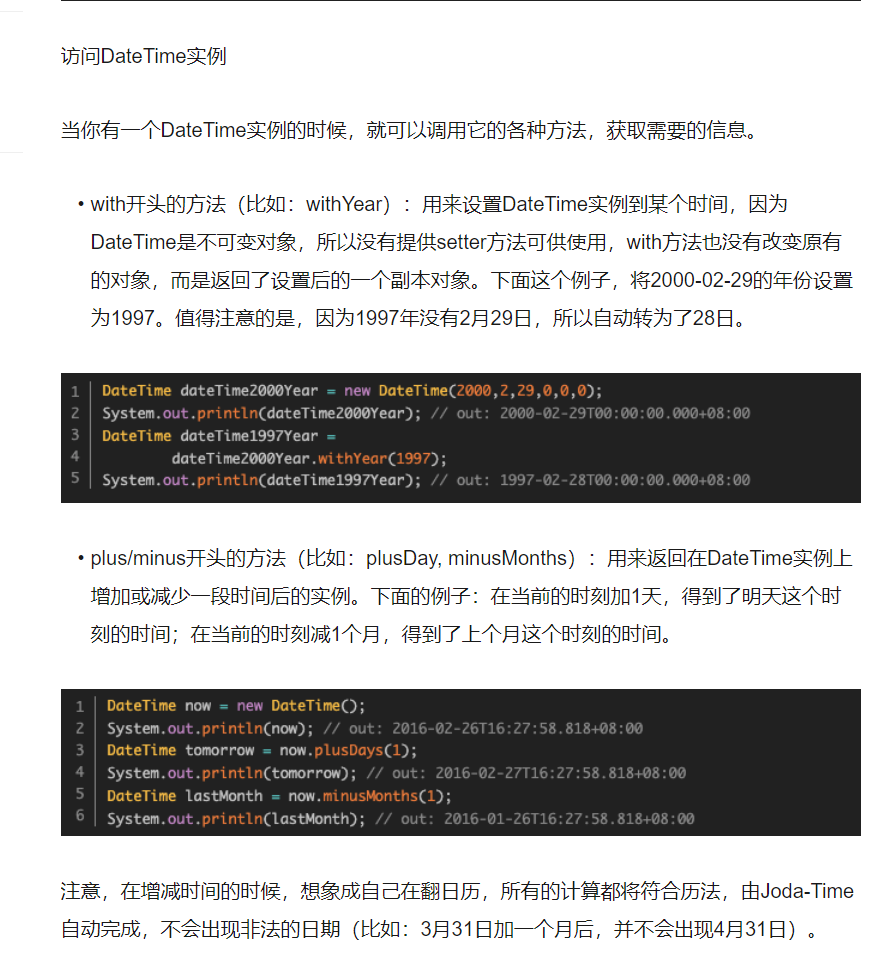 访问DateTime实例
当你有一个DateTime实例的时候，就可以调用它的各种方法，获取需要的信息。
• with开头的方法（比如：withYear）：用来设置DateTime实例到某个时间，因为
DateTime是不可变对象，所以没有提供setter方法可供使用，with方法也没有改变原有
的对象，而是返回了设置后的一个副本对象。下面这个例子，将2000-02-29的年份设置
为1997。值得注意的是，因为1997年没有2月29日，所以自动转为了28日。
1 DateTime dateTime2000Year = new DateTime(2000,2,29,0,0,0);
2 System.out.println(dateTime2000Year); // out: 2000-02-29T00:00:00.000+08:00
3 DateTime dateTime1997Year =
4 dateTime2000Year.withYear(1997);
5 System.out.println(dateTime1997Year); // out: 1997-02-28T00:00:00.000+08:00
• plus/minus开头的方法（比如：plusDay, minusMonths）：用来返回在DateTime实例上
增加或减少一段时间后的实例。下面的例子：在当前的时刻加1天，得到了明天这个时
刻的时间；在当前的时刻减1个月，得到了上个月这个时刻的时间。
1 DateTime now = new DateTime();
2 System.out.println(now); // out: 2016-02-26T16:27:58.818+08:00
3 DateTime tomorrow = now.plusDays(1);
4 System.out.println(tomorrow); // out: 2016-02-27T16:27:58.818+08:00
5 DateTime lastMonth = now.minusMonths(1);
6 System.out.println(lastMonth); // out: 2016-01-26T16:27:58.818+08:00
注意，在增减时间的时候，想象成自己在翻日历，所有的计算都将符合历法，由Joda-Time
自动完成，不会出现非法的日期（比如：3月31日加一个月后，并不会出现4月31日）。